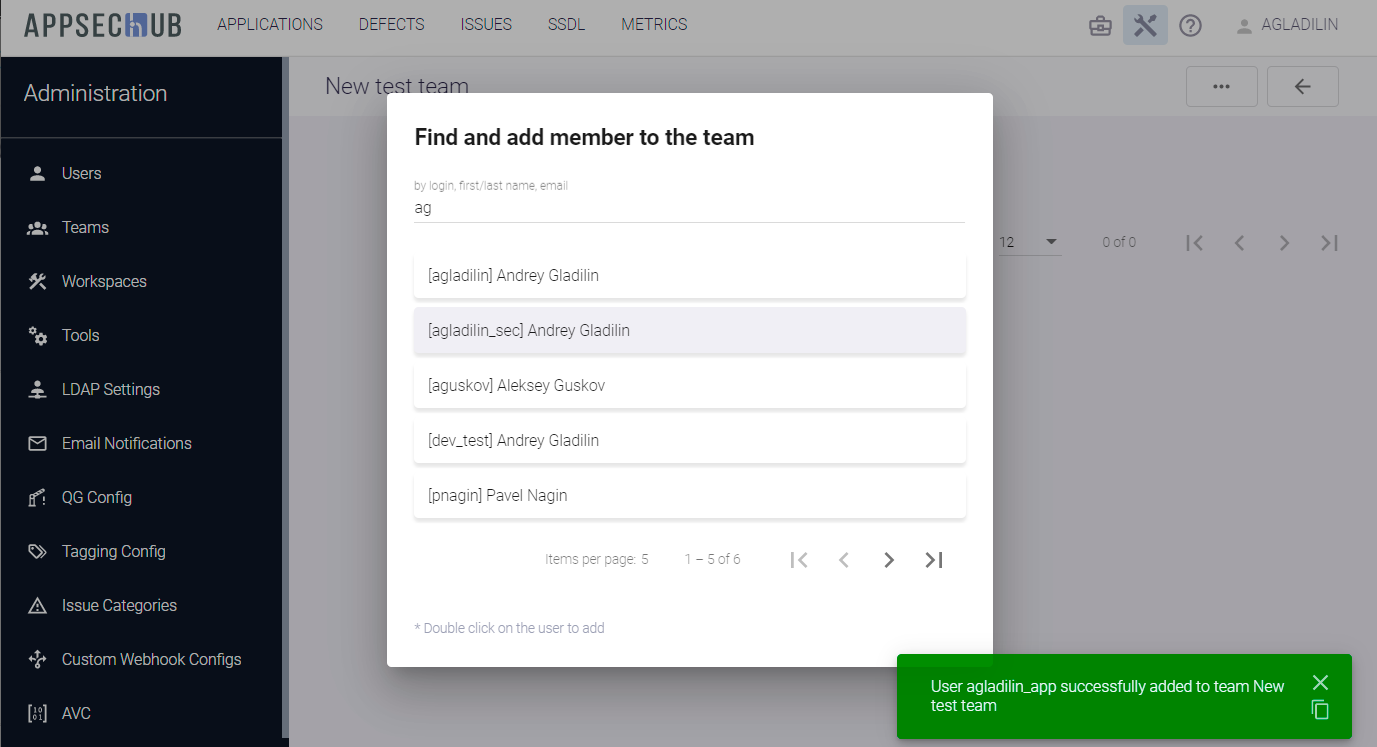 APPSECHUB APPLICATIONS DEFECTS ISSUES SSDL METRICS AGLADILIN
Administration
New test team
Users
Teams
Workspaces
Tools
LDAP Settings
Email Notifications
QG Config
Tagging Config
Issue Categories
Custom Webhook Configs
AVC
Find and add member to the team
by login, first/last name, email
ag
[agladilin] Andrey Gladilin
[agladilin_sec] Andrey Gladilin
[aguskov] Aleksey Guskov
[dev_test] Andrey Gladilin
[pnagin] Pavel Nagin
Items per page: 5 1 – 5 of 6
* Double click on the user to add
12 0 of 0
User agladilin_app successfully added to team New
test team